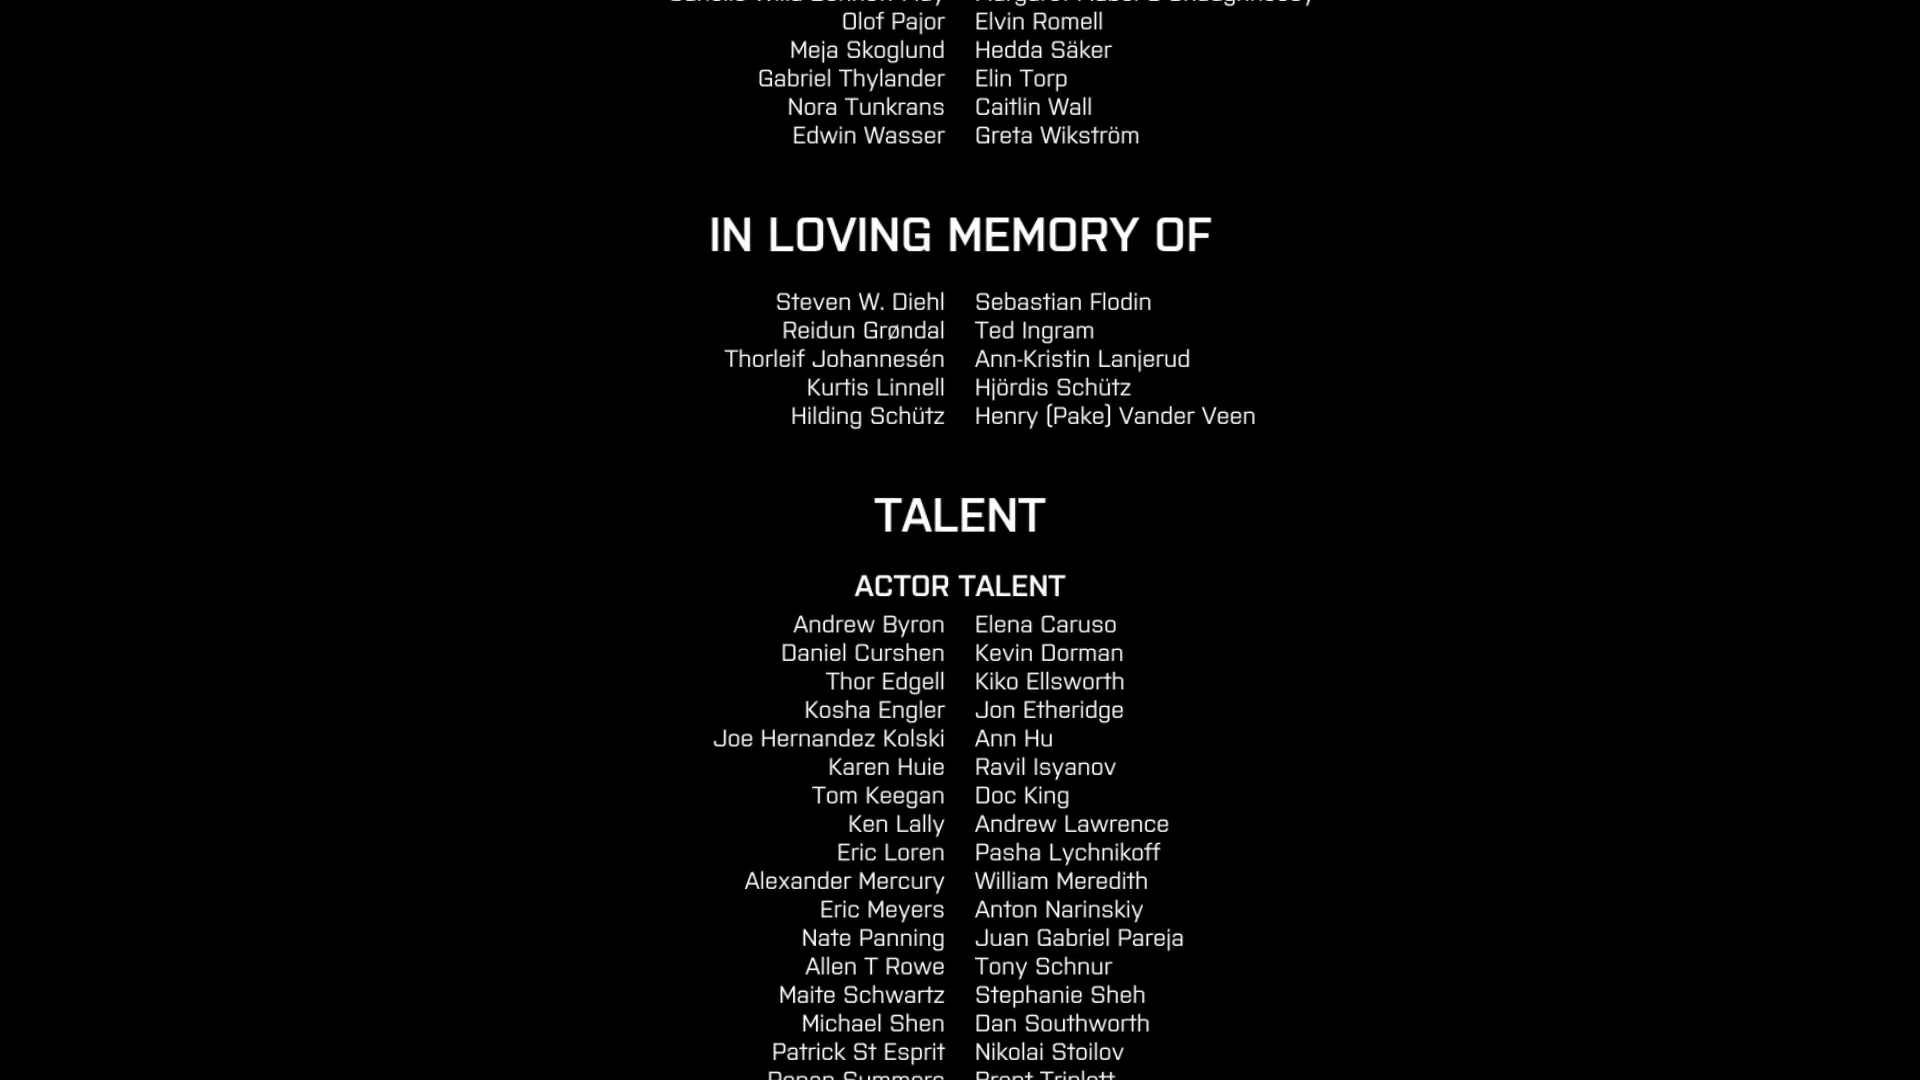 Olof Pajor Elvin Romell
Meja Skoglund Hedda Säker
Gabriel Thylander Elin Torp
Nora Tunkrans Caitlin Wall
Edwin Wasser Greta Wikström
IN LOVING MEMORY OF
Steven W. Diehl Sebastian Flodin
Reidun Grøndal Ted Ingram
Thorleif Johannesén Ann-Kristin Lanjerud
Kurtis Linnell Hjördis Schütz
Hilding Schütz Henry (Pake) Vander Veen
TALENT
ACTOR TALENT
Andrew Byron Elena Caruso
Daniel Curshen Kevin Dorman
Thor Edgell Kiko Ellsworth
Kosha Engler Jon Etheridge
Joe Hernandez Kolski Ann Hu
Karen Huie Ravil Isyanov
Tom Keegan Doc King
Ken Lally Andrew Lawrence
Eric Loren Pasha Lychnikoff
Alexander Mercury William Meredith
Eric Meyers Anton Narinskiy
Nate Panning Juan Gabriel Pareja
Allen T Rowe Tony Schnur
Maite Schwartz Stephanie Sheh
Michael Shen Dan Southworth
Patrick St Esprit Nikolai Stoilov